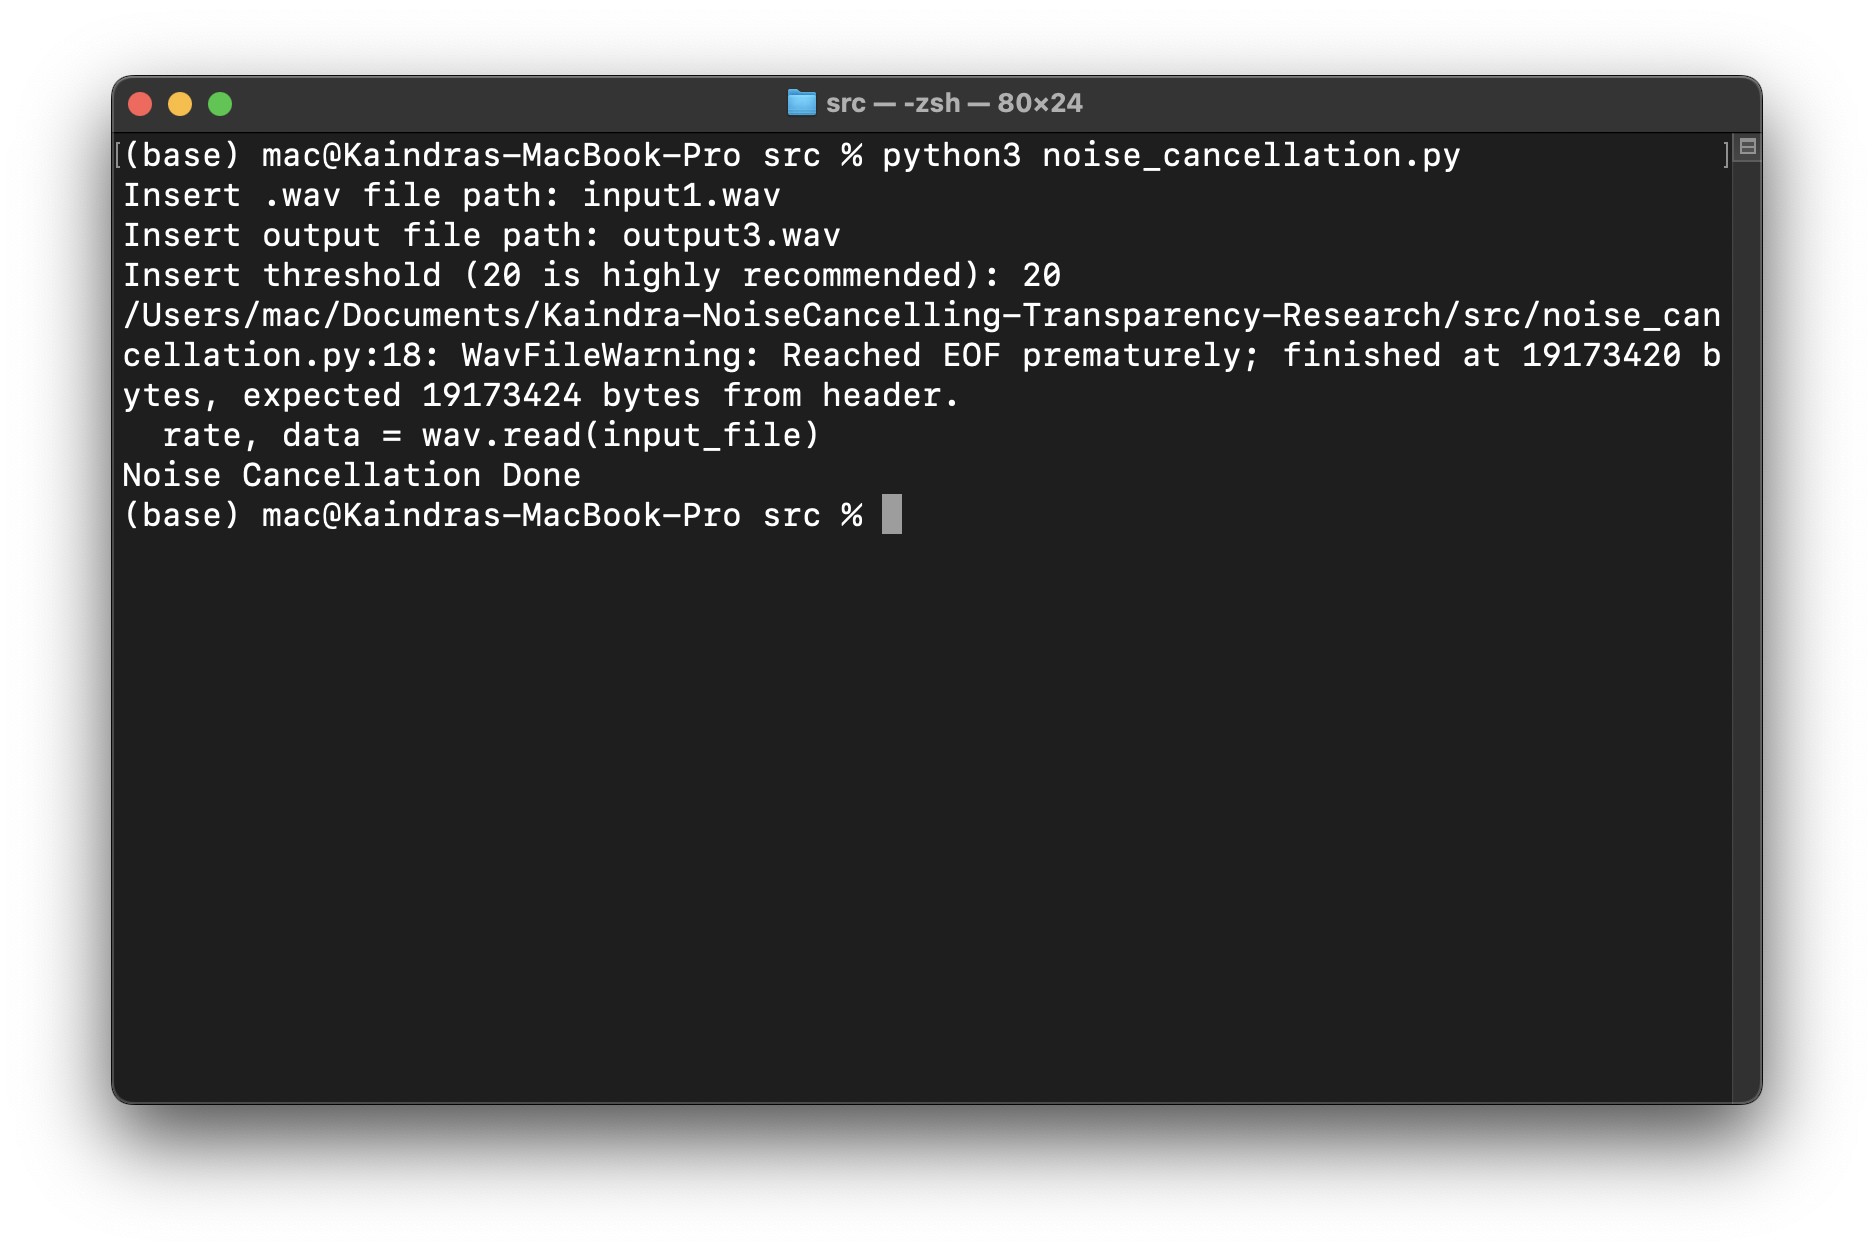 src — -zsh — 80×24
[(base) mac@Kaindras-MacBook-Pro src % python3 noise_cancellation.py ]
Insert .wav file path: input1.wav
Insert output file path: output3.wav
Insert threshold (20 is highly recommended): 20
/Users/mac/Documents/Kaindra-NoiseCancelling-Transparency-Research/src/noise_can
cellation.py:18: WavFileWarning: Reached EOF prematurely; finished at 19173420 b
ytes, expected 19173424 bytes from header.
  rate, data = wav.read(input_file)
Noise Cancellation Done
(base) mac@Kaindras-MacBook-Pro src %